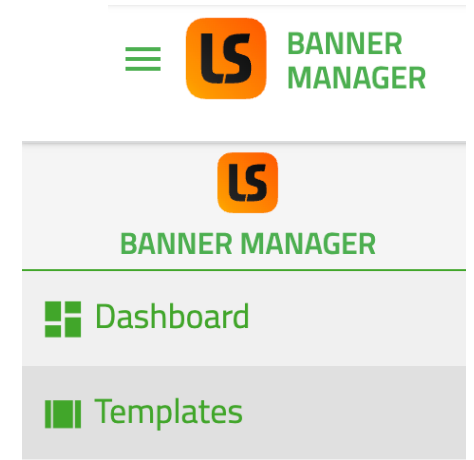 LS
BANNER
MANAGER
LS
BANNER MANAGER
Dashboard
Templates